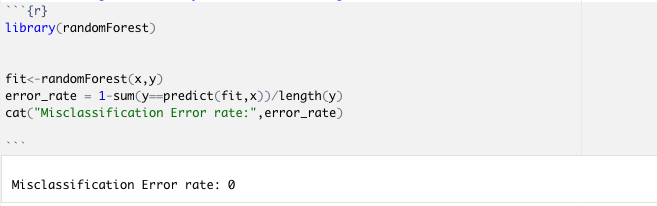 ```{r}
library(randomForest)
fit<-randomForest(x,y)
error_rate = 1-sum(y==predict(fit,x))/length(y)
cat("Misclassification Error rate:",error_rate)
```
Misclassification Error rate: 0